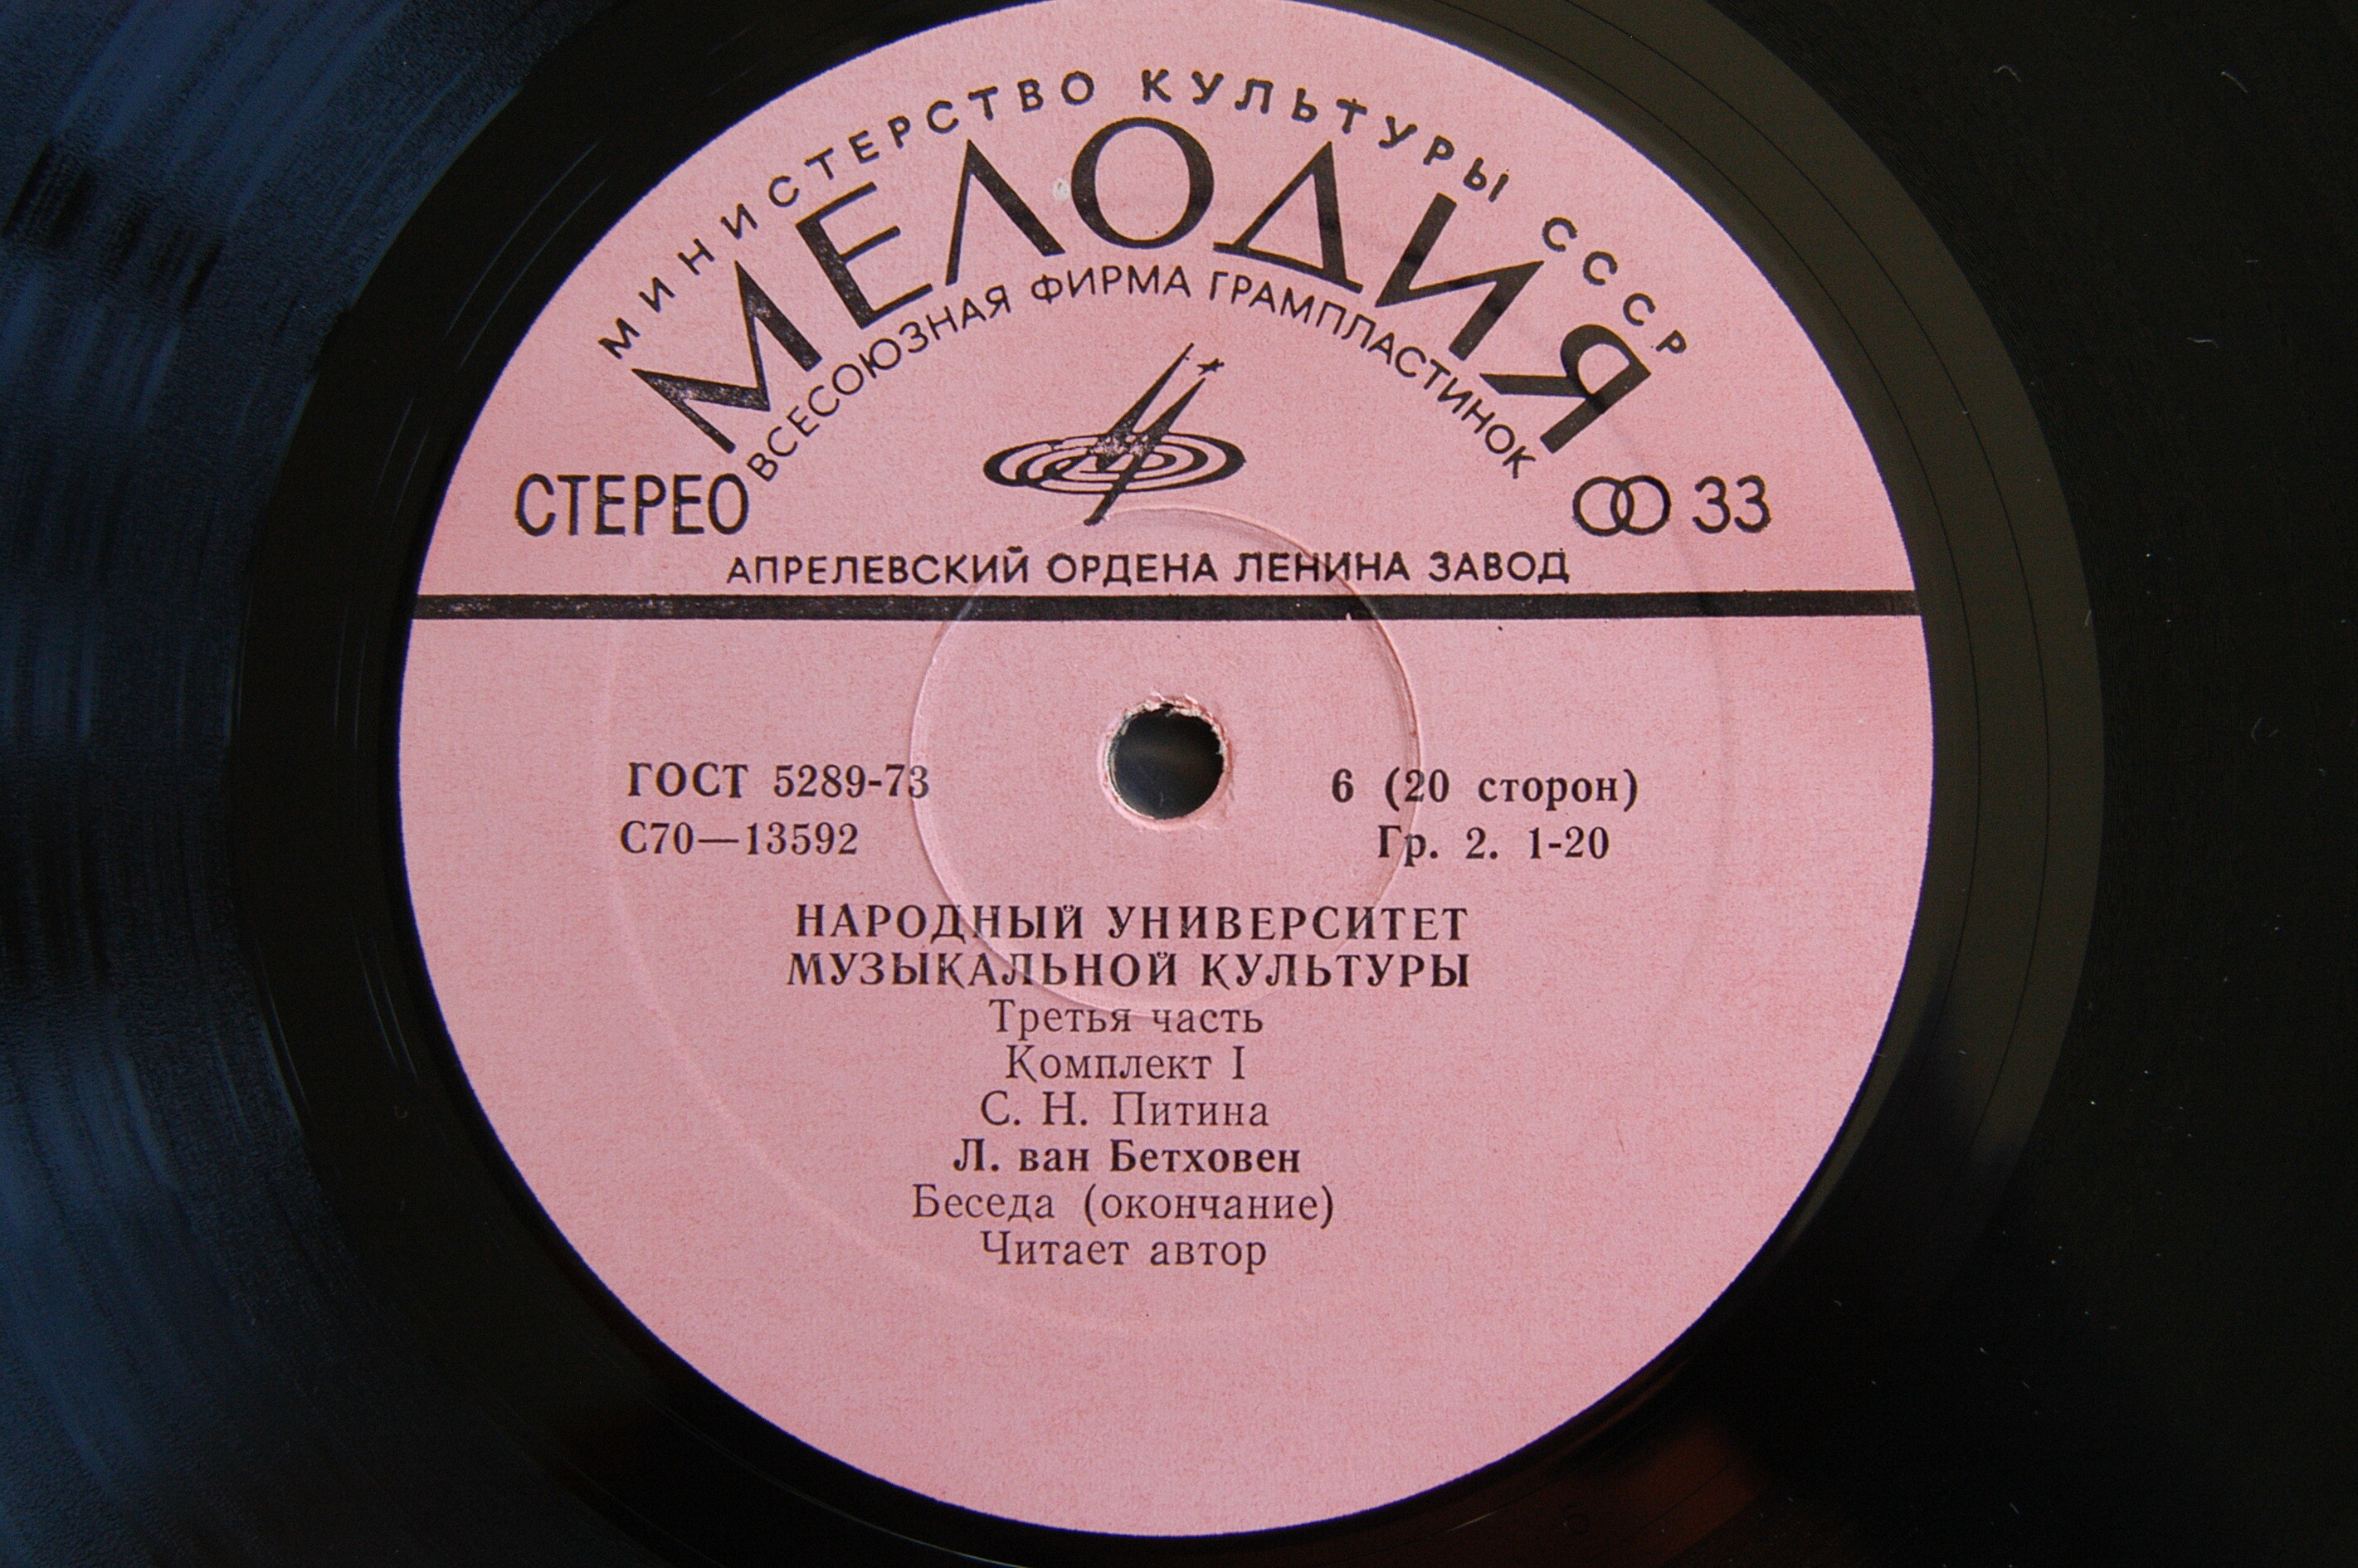 МИНИСТЕРСТВО КУЛЬТУРЫ СССР
МЕЛОДИЯ
ВСЕСОЮЗНАЯ ФИРМА ГРАМПЛАСТИНОК
СТЕРЕО
33
АПРЕЛЕВСКИЙ ОРДЕНА ЛЕНИНА ЗАВОД
ГОСТ 5289-73
6 (20 сторон)
С70—13592
Гр. 2. 1-20
НАРОДНЫЙ УНИВЕРСИТЕТ
МУЗЫКАЛЬНОЙ КУЛЬТУРЫ
Третья часть
Комплект I
С. Н. Питина
Л. ван Бетховен
Беседа (окончание)
Читает автор